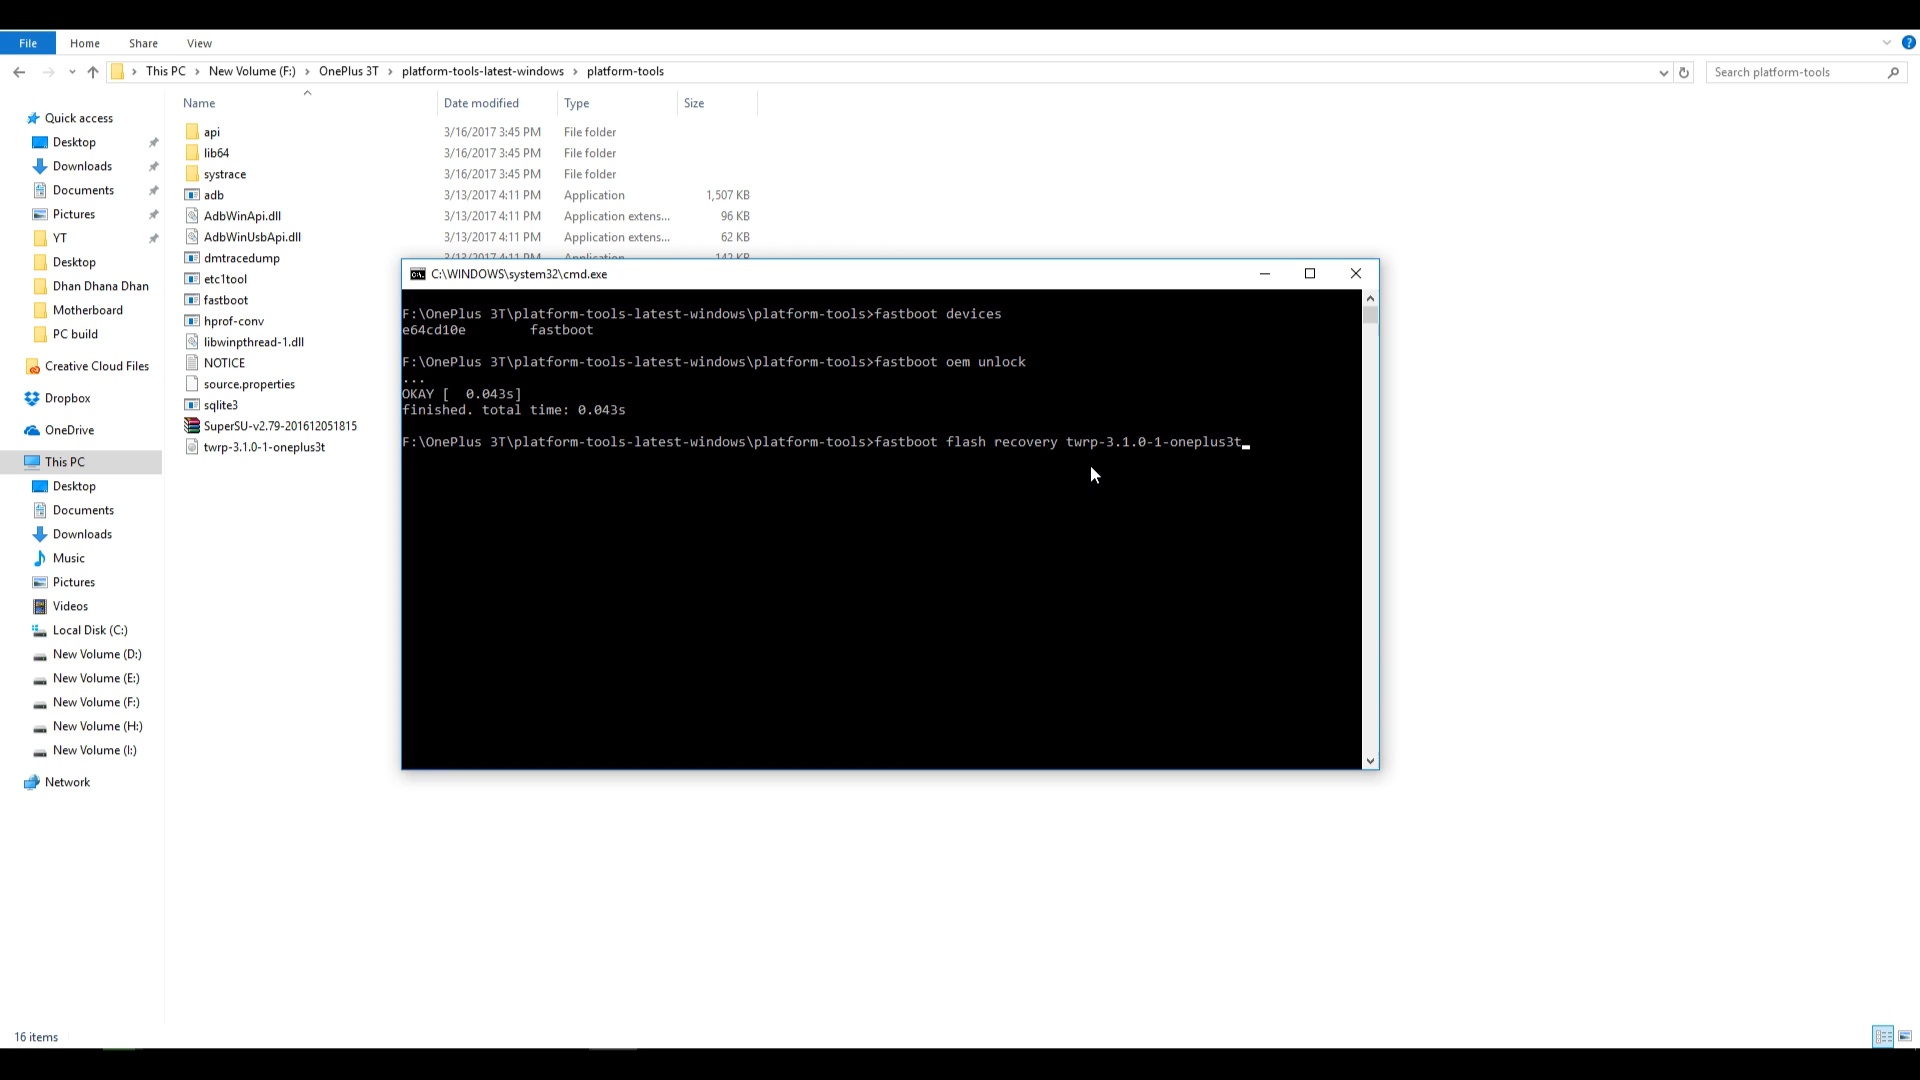 File Home Share View
This PC New Volume (F:) OnePlus 3T platform-tools-latest-windows platform-tools Search platform-tools
Name Date modified Type Size
Quick access
Desktop
Downloads
Documents
Pictures
YT
Desktop
Dhan Dhana Dhan
Motherboard
PC build
Creative Cloud Files
Dropbox
OneDrive
This PC
Desktop
Documents
Downloads
Music
Pictures
Videos
Local Disk (C:)
New Volume (D:)
New Volume (E:)
New Volume (F:)
New Volume (H:)
New Volume (I:)
Network
api 3/16/2017 3:45 PM File folder
lib64 3/16/2017 3:45 PM File folder
systrace 3/16/2017 3:45 PM File folder
adb 3/13/2017 4:11 PM Application 1,507 KB
AdbWinApi.dll 3/13/2017 4:11 PM Application extens... 96 KB
AdbWinUsbApi.dll 3/13/2017 4:11 PM Application extens... 62 KB
dmtracedump 3/13/2017 4:11 PM Application 142 KB
etc1tool
fastboot
hprof-conv
libwinpthread-1.dll
NOTICE
source.properties
sqlite3
SuperSU-v2.79-201612051815
twrp-3.1.0-1-oneplus3t
C:\WINDOWS\system32\cmd.exe
F:\OnePlus 3T\platform-tools-latest-windows\platform-tools>fastboot devices
e64cd10e fastboot
F:\OnePlus 3T\platform-tools-latest-windows\platform-tools>fastboot oem unlock
...
OKAY [ 0.043s]
finished. total time: 0.043s
F:\OnePlus 3T\platform-tools-latest-windows\platform-tools>fastboot flash recovery twrp-3.1.0-1-oneplus3t_
16 items